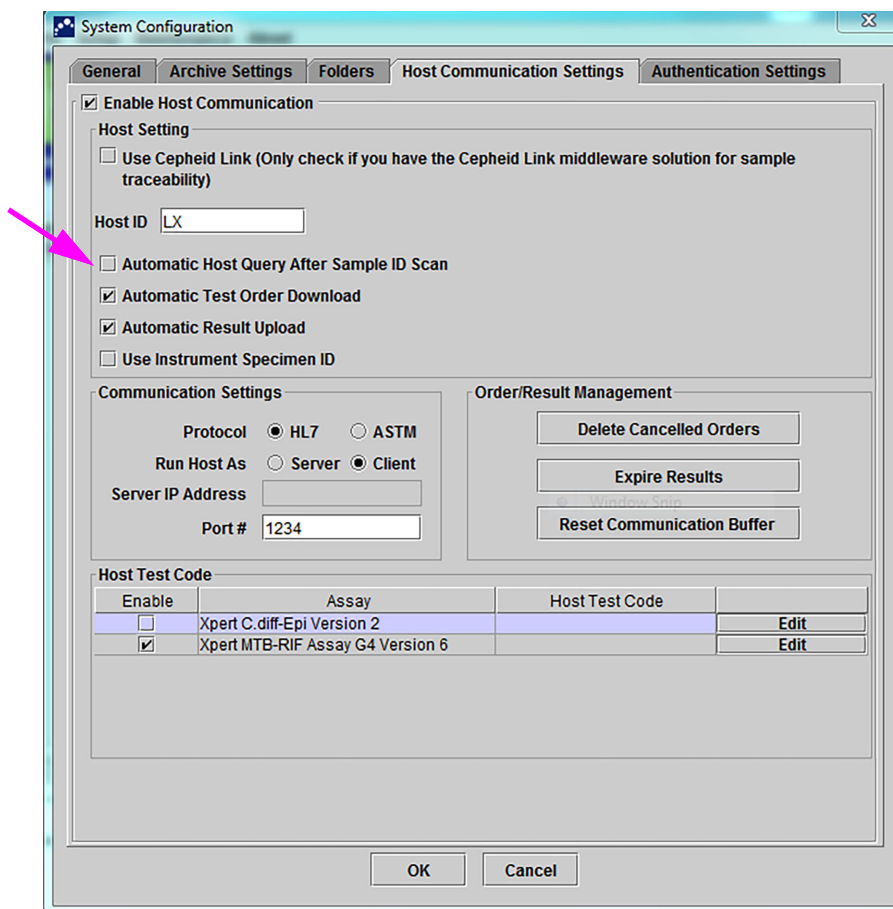 System Configuration
General Archive Settings Folders Host Communication Settings Authentication Settings
Enable Host Communication
Host Setting
Use Cepheid Link (Only check if you have the Cepheid Link middleware solution for sample
traceability)
Host ID LX
Automatic Host Query After Sample ID Scan
Automatic Test Order Download
Automatic Result Upload
Use Instrument Specimen ID
Communication Settings
Protocol HL7 ASTM
Run Host As Server Client
Server IP Address
Port # 1234
Order/Result Management
Delete Cancelled Orders
Expire Results
Window Snip
Reset Communication Buffer
Host Test Code
Enable Assay Host Test Code
Xpert C.diff-Epi Version 2 Edit
Xpert MTB-RIF Assay G4 Version 6 Edit
OK Cancel